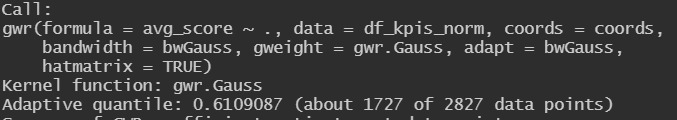 Call:
gwr(formula = avg_score ~ ., data = df_kpis_norm, coords = coords,
    bandwidth = bwGauss, gweight = gwr.Gauss, adapt = bwGauss,
    hatmatrix = TRUE)
Kernel function: gwr.Gauss
Adaptive quantile: 0.6109087 (about 1727 of 2827 data points)